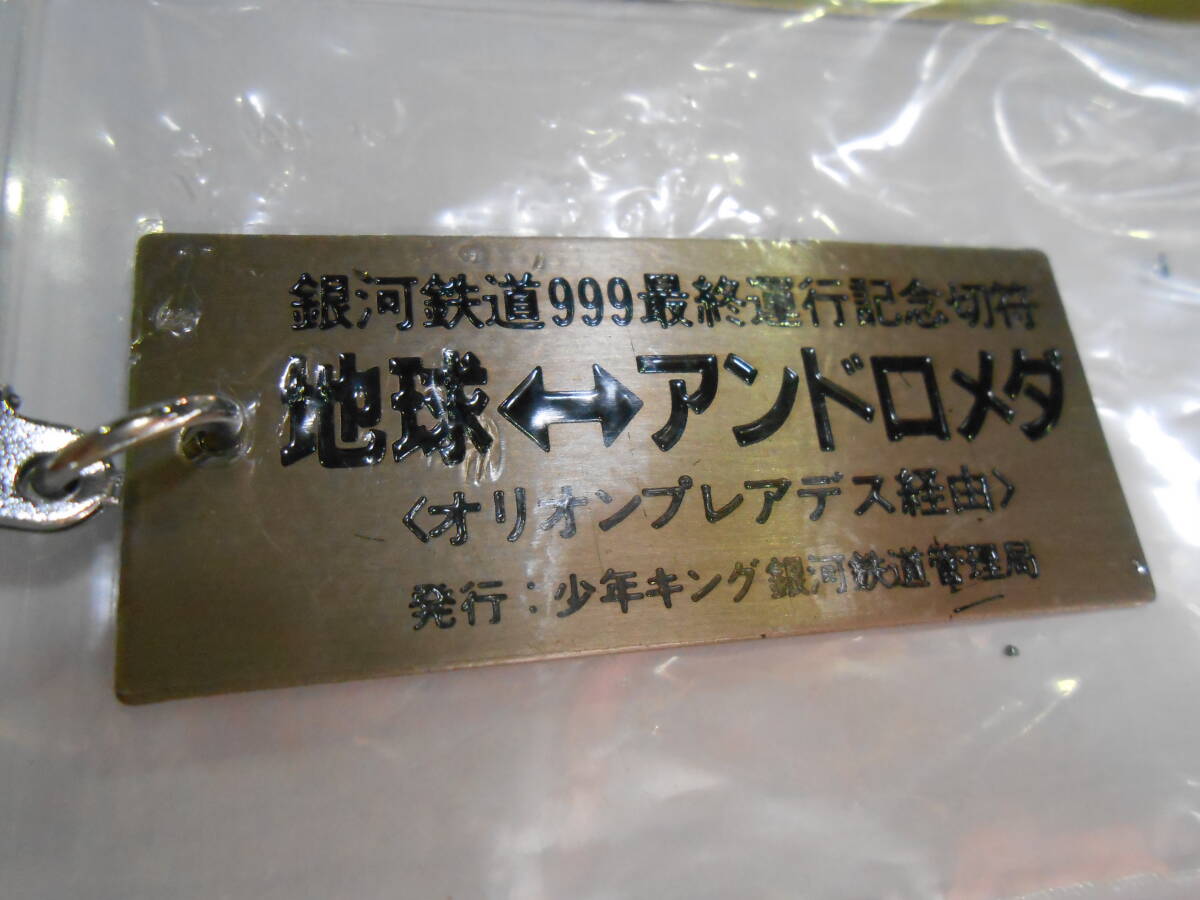 銀河鉄道999最終運行記念切符
地球↔アンドロメダ
〈オリオンプレアデス経由〉
発行：少年キング銀河鉄道管理局